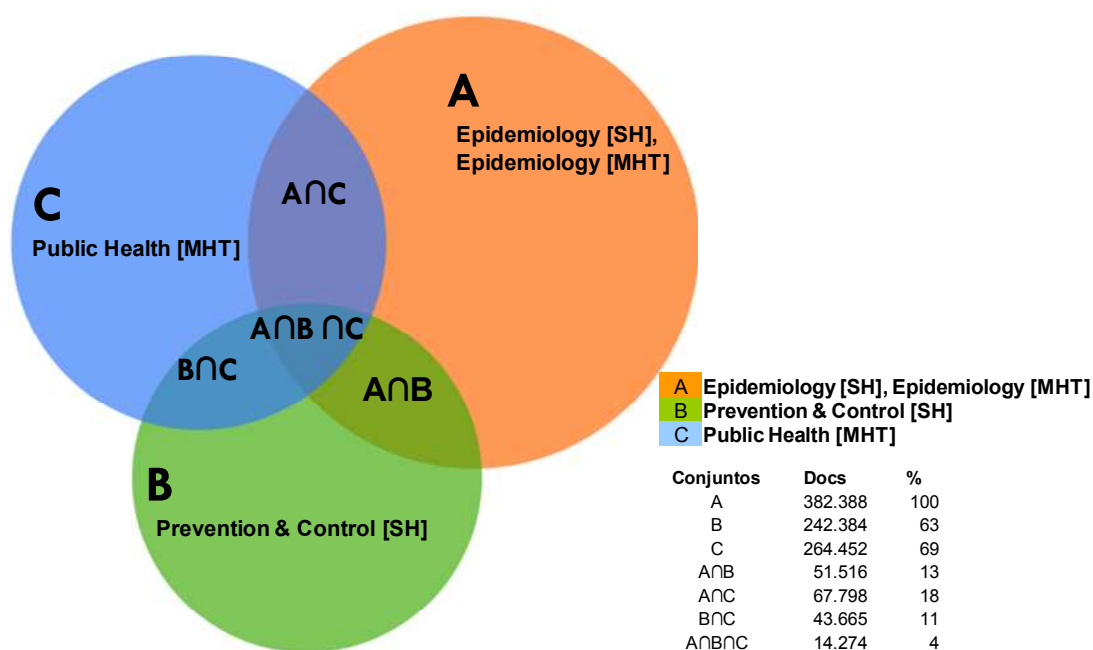 A
Epidemiology [SH],
Epidemiology [MHT]
A∩C
C
Public Health [MHT]
A∩B ∩C
B∩C
A∩B
B
Prevention & Control [SH]
A Epidemiology [SH], Epidemiology [MHT]
B Prevention & Control [SH]
C Public Health [MHT]
Conjuntos Docs %
A 382.388 100
B 242.384 63
C 264.452 69
A∩B 51.516 13
A∩C 67.798 18
B∩C 43.665 11
A∩B∩C 14.274 4